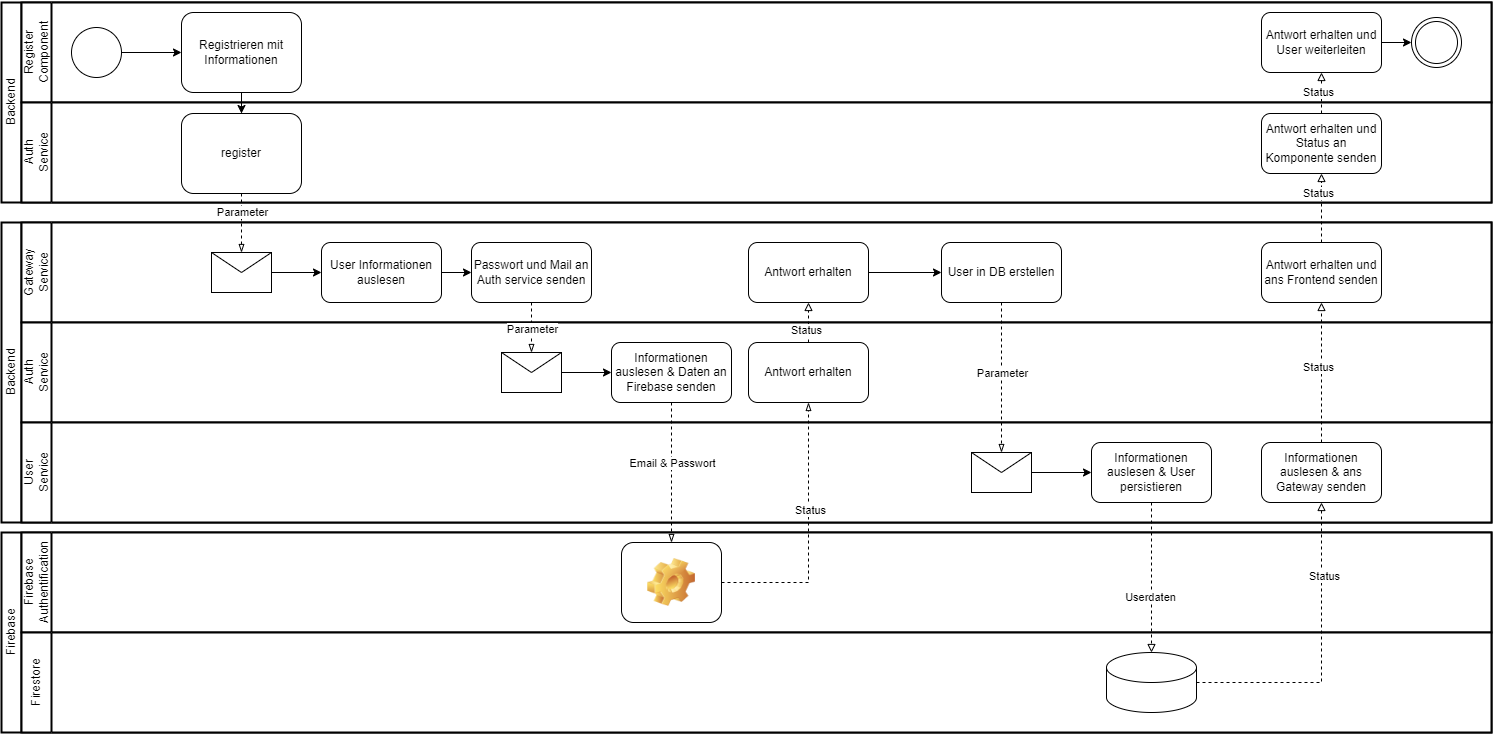 Backend
Register
Component
Registrieren mit
Informationen
Antwort erhalten und
User weiterleiten
Status
Auth
Service
register
Antwort erhalten und
Status an
Komponente senden
Status
Parameter
Backend
Gateway
Service
User Informationen
auslesen
Passwort und Mail an
Auth service senden
Antwort erhalten
User in DB erstellen
Antwort erhalten und
ans Frontend senden
Parameter
Status
Auth
Service
Informationen
auslesen & Daten an
Firebase senden
Antwort erhalten
Parameter
Status
User
Service
Email & Passwort
Informationen
auslesen & User
persistieren
Informationen
auslesen & ans
Gateway senden
Status
Firebase
Firebase
Authentification
Status
Userdaten
Firestore